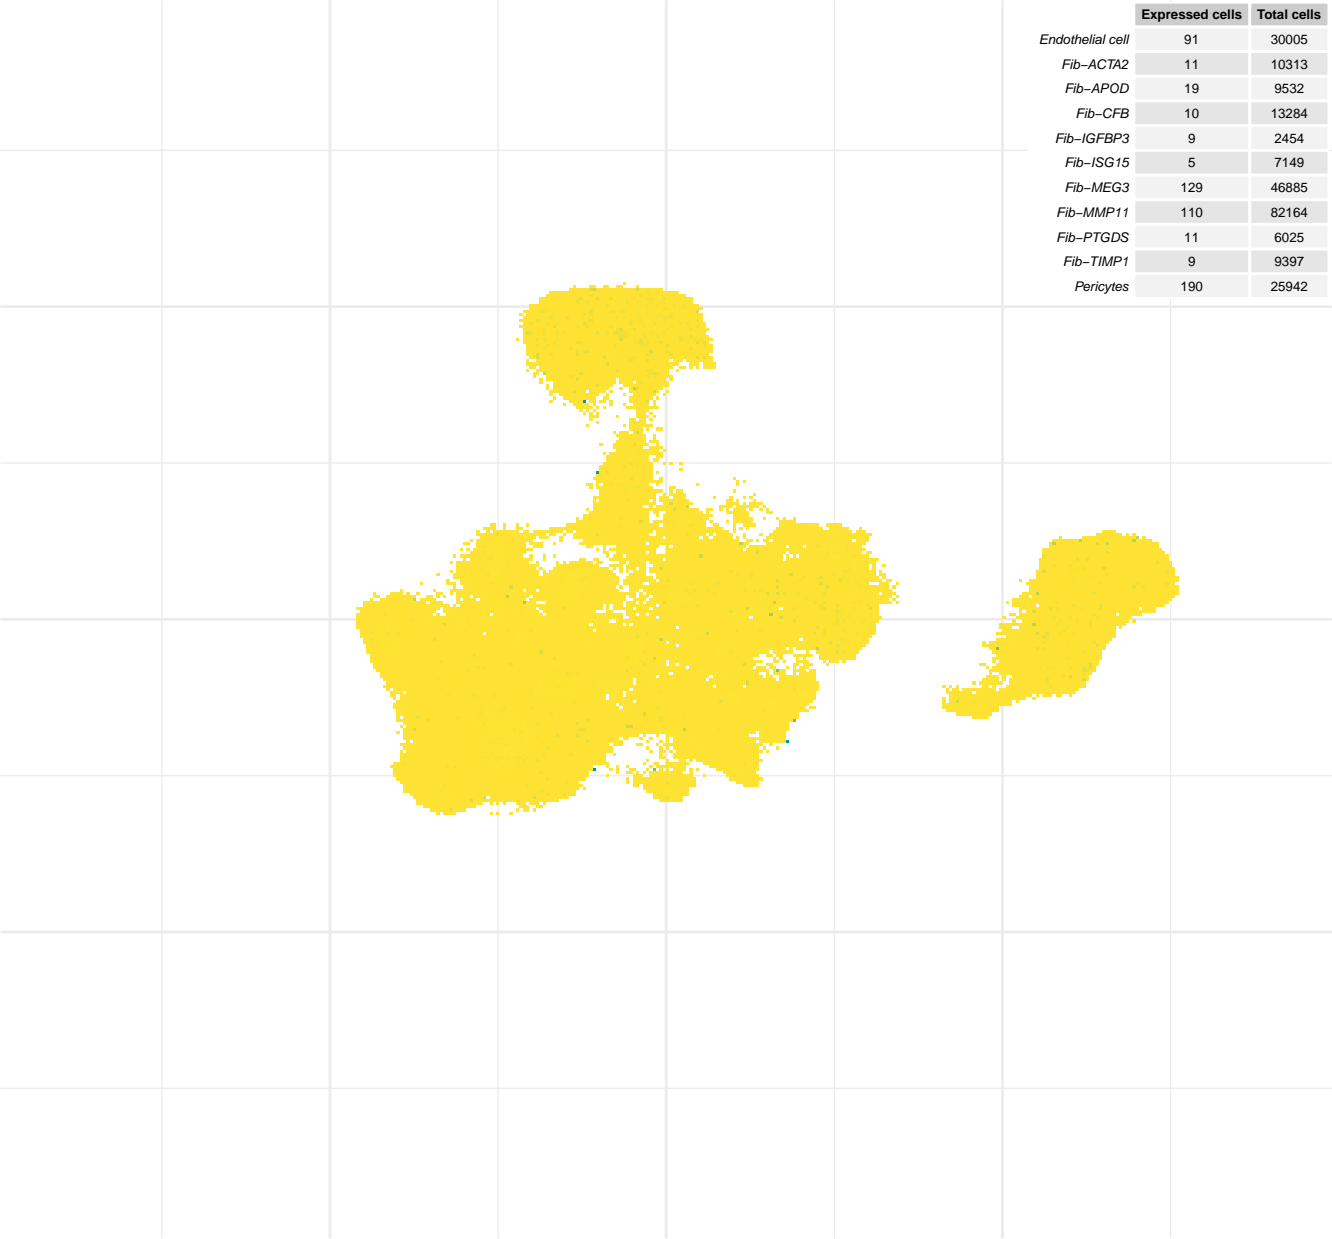 Expressed cells Total cells
Endothelial cell 91 30005
Fib−ACTA2 11 10313
Fib−APOD 19 9532
Fib−CFB 10 13284
Fib−IGFBP3 9 2454
Fib−ISG15 5 7149
Fib−MEG3 129 46885
Fib−MMP11 110 82164
Fib−PTGDS 11 6025
Fib−TIMP1 9 9397
Pericytes 190 25942